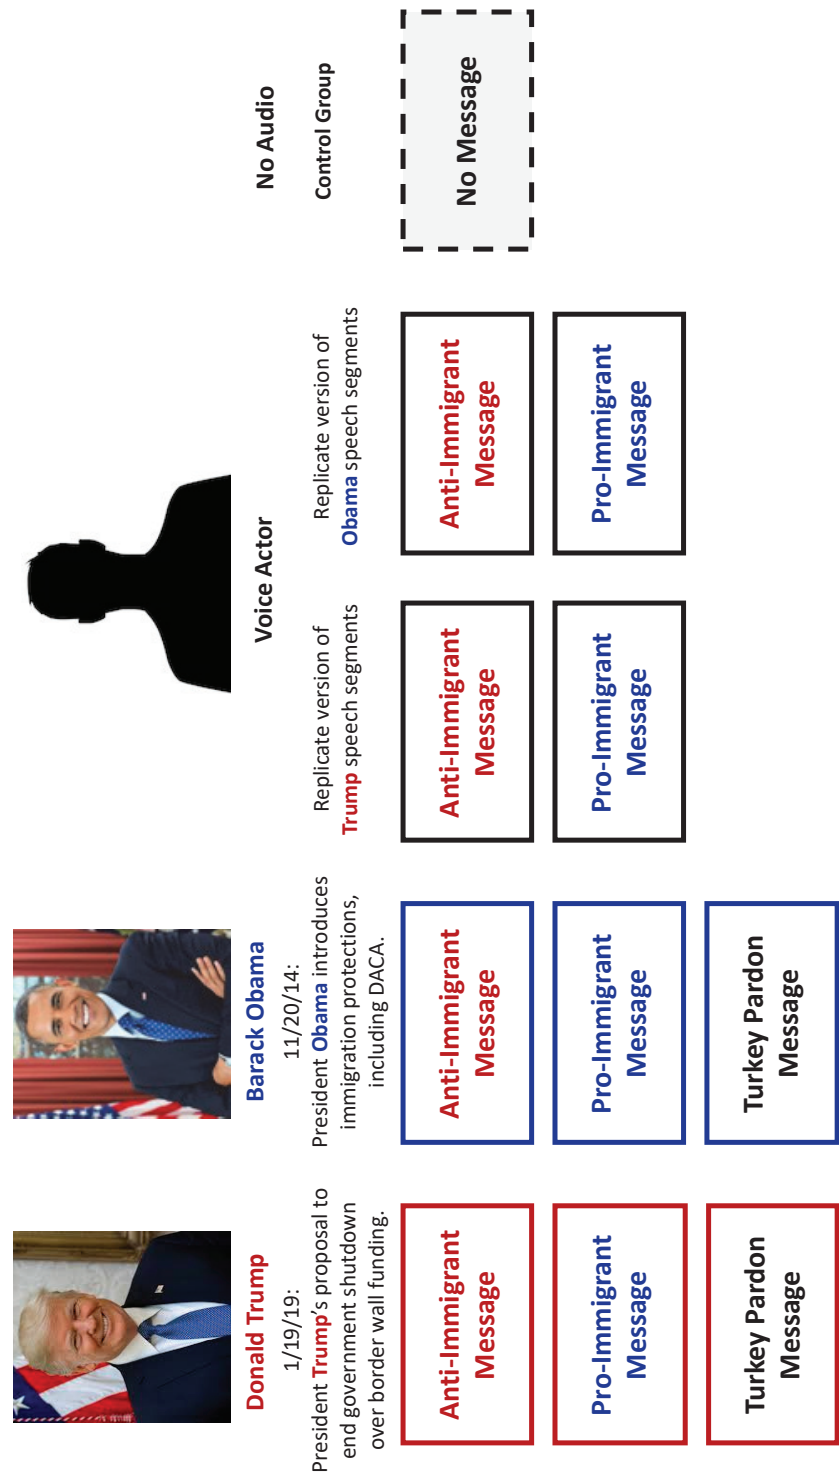 Donald Trump
1/19/19:
President Trump's proposal to
end government shutdown
over border wall funding.
Anti-Immigrant
Message
Pro-Immigrant
Message
Turkey Pardon
Message
Barack Obama
11/20/14:
President Obama introduces
immigration protections,
including DACA.
Anti-Immigrant
Message
Pro-Immigrant
Message
Turkey Pardon
Message
Voice Actor
Replicate version of
Trump speech segments
Anti-Immigrant
Message
Pro-Immigrant
Message
Replicate version of
Obama speech segments
Anti-Immigrant
Message
Pro-Immigrant
Message
No Audio
Control Group
No Message